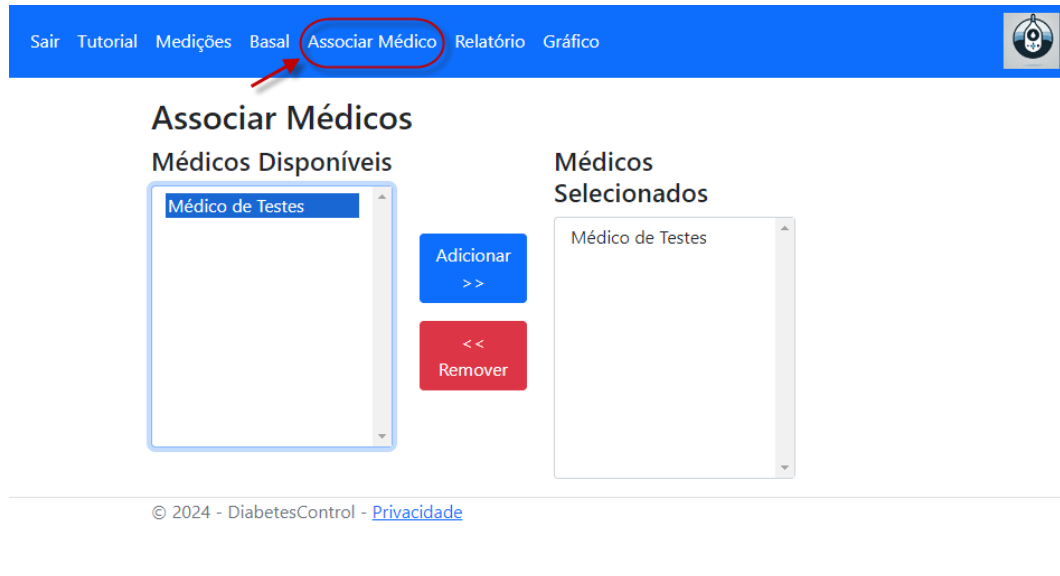 Sair Tutorial Medições Basal Associar Médico Relatório Gráfico
Associar Médicos
Médicos Disponíveis
Médico de Testes
Adicionar
>>
<<
Remover
Médicos
Selecionados
Médico de Testes
© 2024 - DiabetesControl - Privacidade